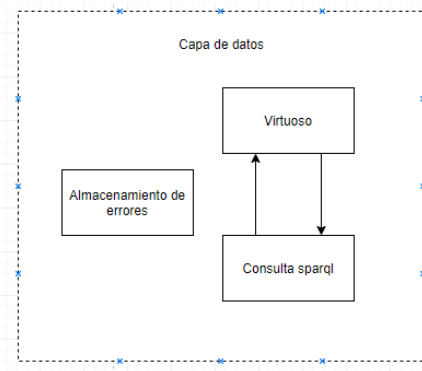 Capa de datos
Virtuoso
Almacenamiento de
errores
Consulta sparql